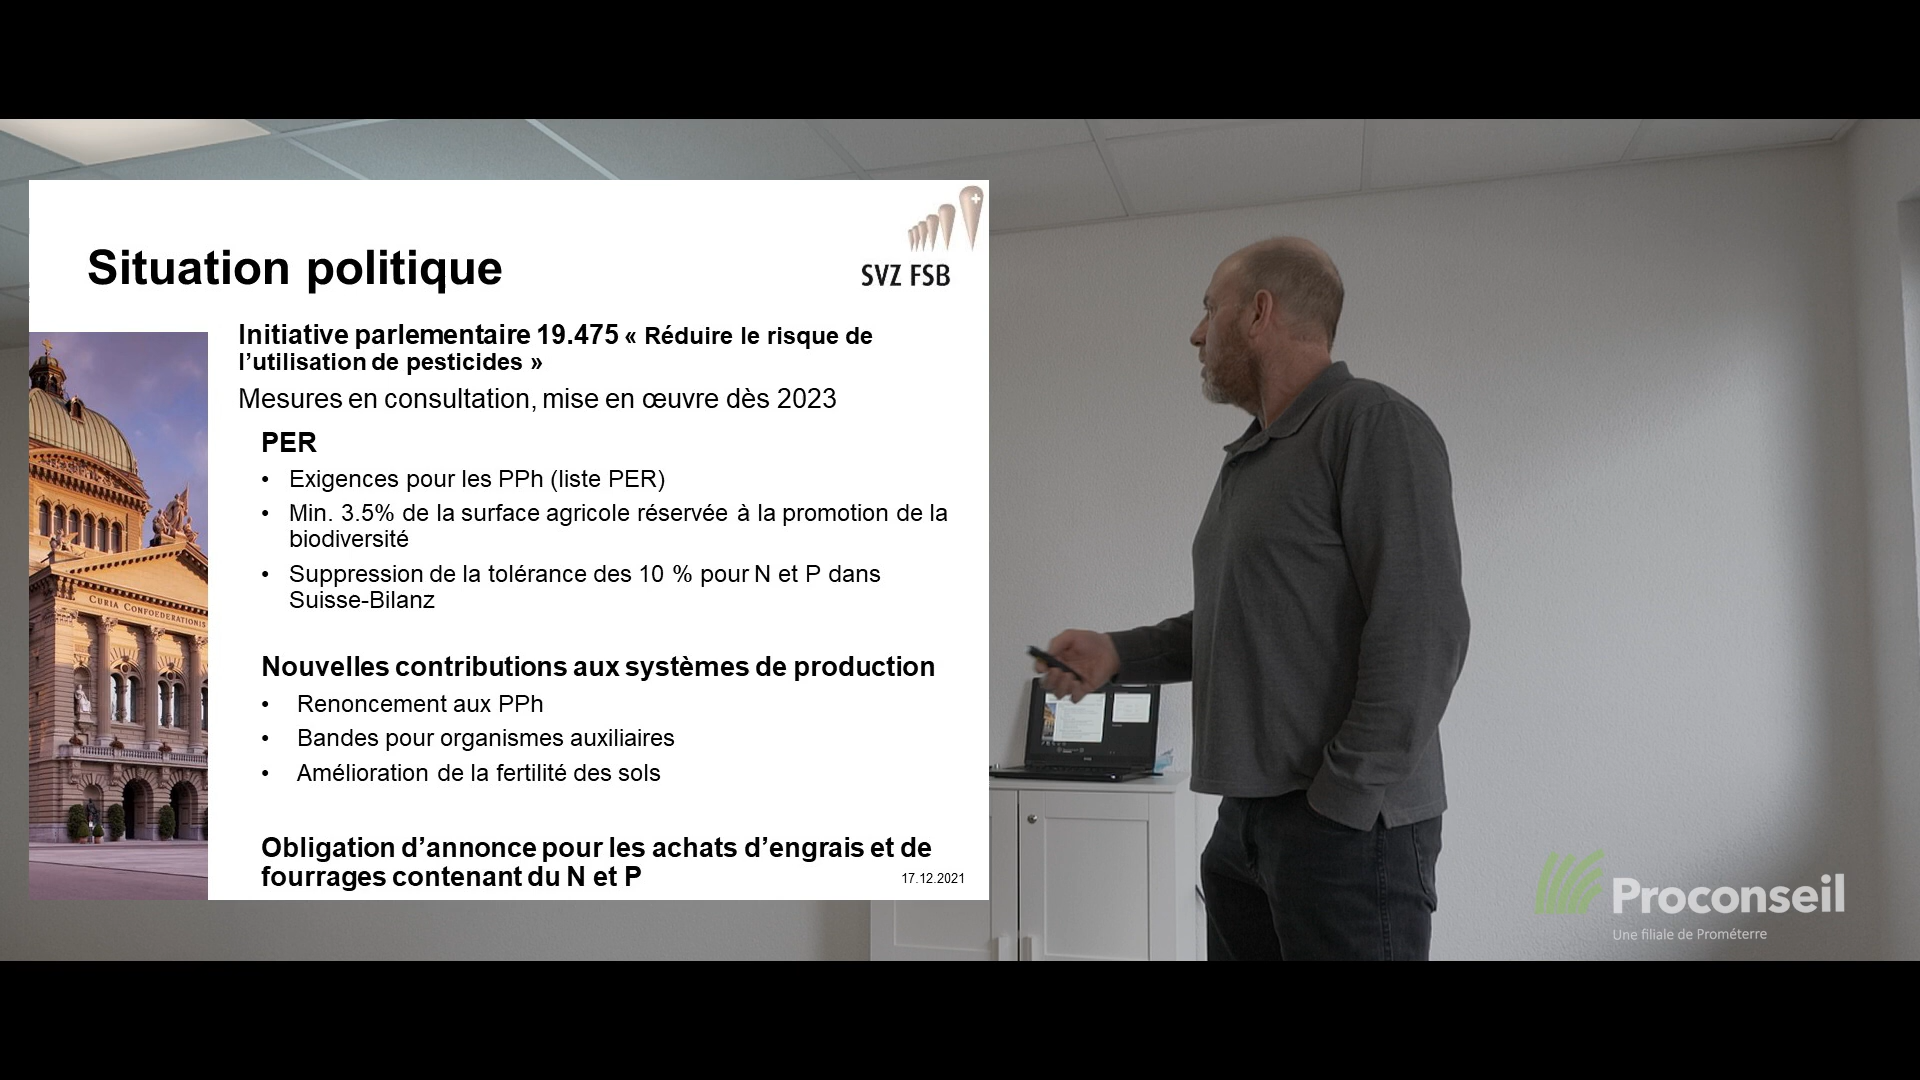 Situation politique
SVZ FSB
Initiative parlementaire 19.475 « Réduire le risque de
l’utilisation de pesticides »
Mesures en consultation, mise en œuvre dès 2023
PER
• Exigences pour les PPh (liste PER)
• Min. 3.5% de la surface agricole réservée à la promotion de la
biodiversité
• Suppression de la tolérance des 10 % pour N et P dans
Suisse-Bilanz
CURIA CONFOEDERATIONIS
Nouvelles contributions aux systèmes de production
• Renoncement aux PPh
• Bandes pour organismes auxiliaires
• Amélioration de la fertilité des sols
Obligation d’annonce pour les achats d’engrais et de
fourrages contenant du N et P
17.12.2021
Proconseil
Une filiale de Prométerre